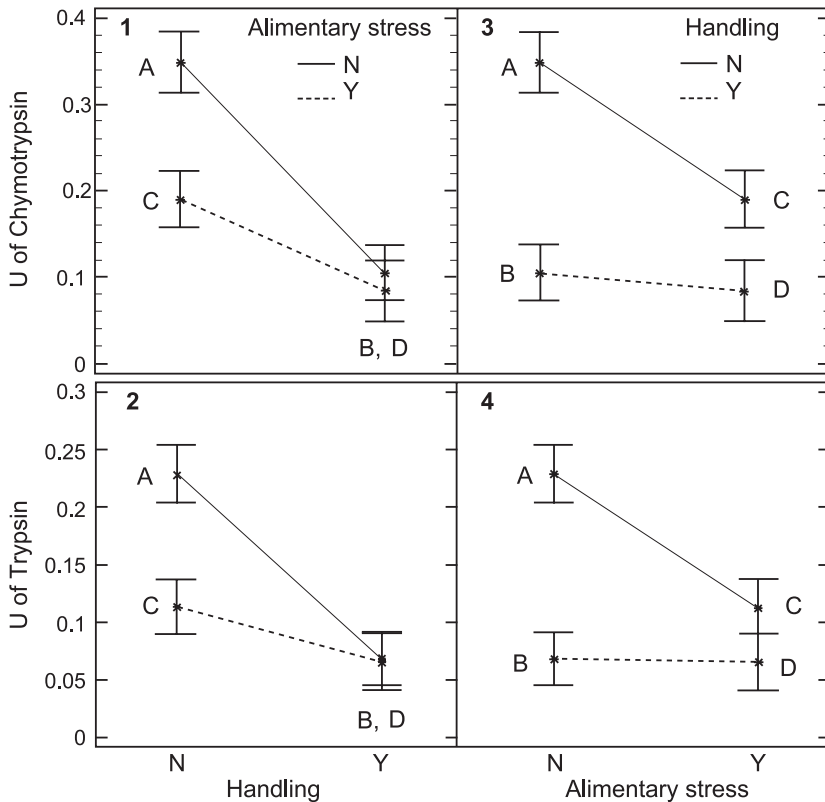 1 Alimentary stress
N
Y
A
C
B, D
U of Chymotrypsin
0.4
0.3
0.2
0.1
0
3 Handling
N
Y
A
C
B
D
2
A
C
B, D
U of Trypsin
0.3
0.25
0.2
0.15
0.1
0.05
0
N Y
Handling
4
A
C
B
D
N Y
Alimentary stress